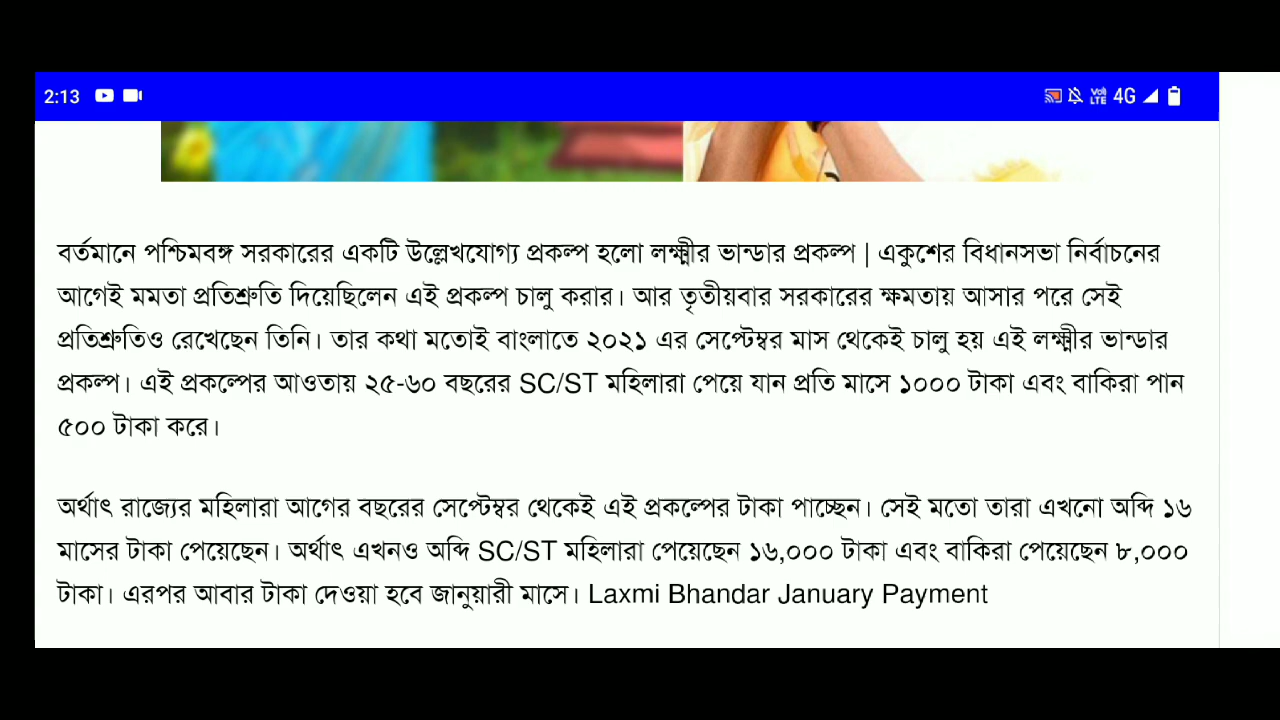 2:13
VoLTE 4G
বর্তমানে পশ্চিমবঙ্গ সরকারের একটি উল্লেখযোগ্য প্রকল্প হলো লক্ষ্মীর ভান্ডার প্রকল্প | একুশের বিধানসভা নির্বাচনের
আগেই মমতা প্রতিশ্রুতি দিয়েছিলেন এই প্রকল্প চালু করার। আর তৃতীয়বার সরকারের ক্ষমতায় আসার পরে সেই
প্রতিশ্রুতিও রেখেছেন তিনি। তার কথা মতোই বাংলাতে ২০২১ এর সেপ্টেম্বর মাস থেকেই চালু হয় এই লক্ষ্মীর ভান্ডার
প্রকল্প। এই প্রকল্পের আওতায় ২৫-৬০ বছরের SC/ST মহিলারা পেয়ে যান প্রতি মাসে ১০০০ টাকা এবং বাকিরা পান
৫০০ টাকা করে।
অর্থাৎ রাজ্যের মহিলারা আগের বছরের সেপ্টেম্বর থেকেই এই প্রকল্পের টাকা পাচ্ছেন। সেই মতো তারা এখনো অব্দি ১৬
মাসের টাকা পেয়েছেন। অর্থাৎ এখনও অব্দি SC/ST মহিলারা পেয়েছেন ১৬,০০০ টাকা এবং বাকিরা পেয়েছেন ৮,০০০
টাকা। এরপর আবার টাকা দেওয়া হবে জানুয়ারী মাসে। Laxmi Bhandar January Payment